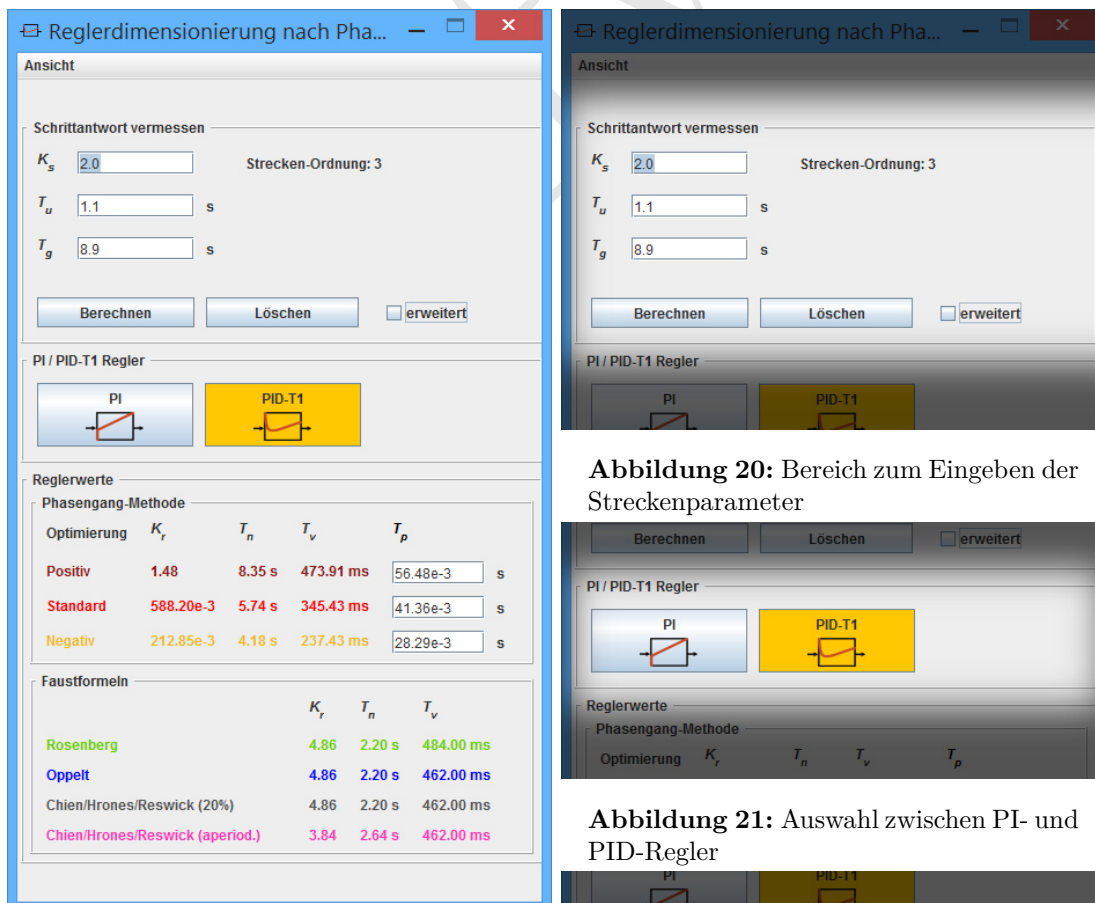 Reglerdimensionierung nach Pha...
Ansicht
Schrittantwort vermessen
Ks 2.0 Strecken-Ordnung: 3
Tu 1.1 s
Tg 8.9 s
Berechnen Löschen erweitert
PI / PID-T1 Regler
PI PID-T1
Reglerwerte
Phasengang-Methode
Optimierung Kr Tn Tv Tp
Positiv 1.48 8.35 s 473.91 ms 56.48e-3 s
Standard 588.20e-3 5.74 s 345.43 ms 41.36e-3 s
Negativ 212.85e-3 4.18 s 237.43 ms 28.29e-3 s
Faustformeln
Kr Tn Tv
Rosenberg 4.86 2.20 s 484.00 ms
Oppelt 4.86 2.20 s 462.00 ms
Chien/Hrones/Reswick (20%) 4.86 2.20 s 462.00 ms
Chien/Hrones/Reswick (aperiod.) 3.84 2.64 s 462.00 ms
Reglerdimensionierung nach Pha...
Ansicht
Schrittantwort vermessen
Ks 2.0 Strecken-Ordnung: 3
Tu 1.1 s
Tg 8.9 s
Berechnen Löschen erweitert
PI / PID-T1 Regler
PI PID-T1
Abbildung 20: Bereich zum Eingeben der
Streckenparameter
Berechnen Löschen erweitert
PI / PID-T1 Regler
PI PID-T1
Reglerwerte
Phasengang-Methode
Optimierung Kr Tn Tv Tp
Abbildung 21: Auswahl zwischen PI- und
PID-Regler
PI PID-T1